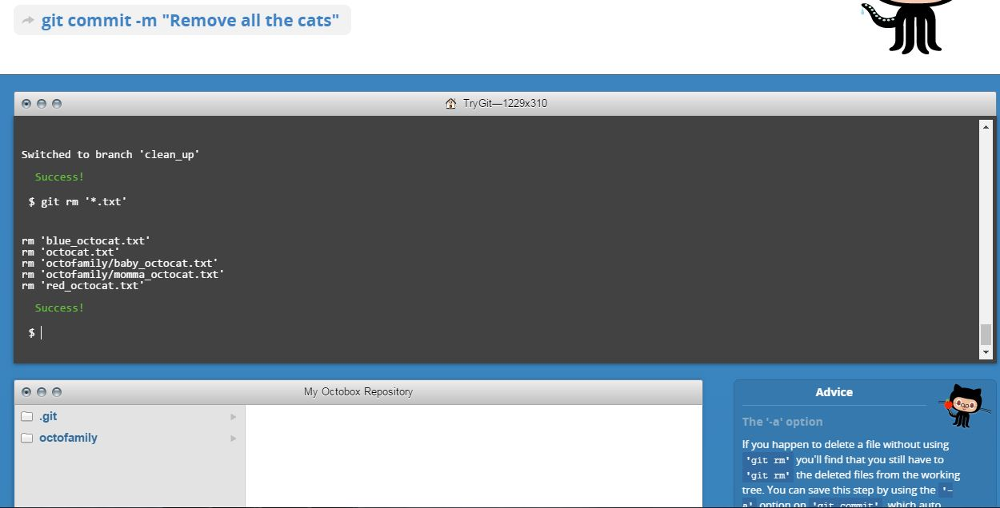 git commit -m "Remove all the cats"
TryGit—1229x310
Switched to branch 'clean_up'
Success!
$ git rm '*.txt'
rm 'blue_octocat.txt'
rm 'octocat.txt'
rm 'octofamily/baby_octocat.txt'
rm 'octofamily/momma_octocat.txt'
rm 'red_octocat.txt'
Success!
$
My Octobox Repository
.git
octofamily
Advice
The '-a' option
If you happen to delete a file without using
'git rm' you'll find that you still have to
'git rm' the deleted files from the working
tree. You can save this step by using the '-
a' option on 'git commit', which auto